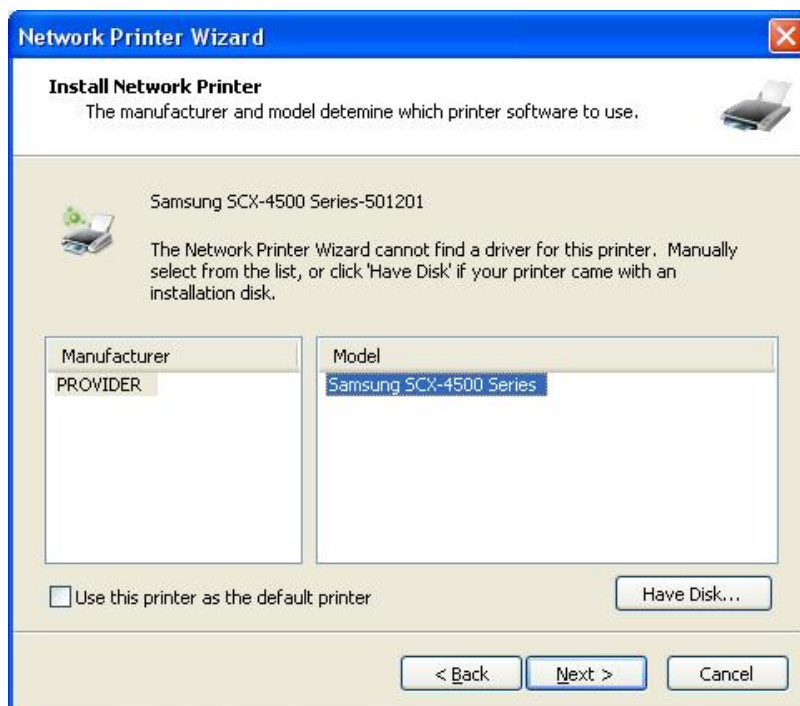 Network Printer Wizard
Install Network Printer
The manufacturer and model detemine which printer software to use.
Samsung SCX-4500 Series-501201
The Network Printer Wizard cannot find a driver for this printer. Manually
select from the list, or click 'Have Disk' if your printer came with an
installation disk.
Manufacturer
Model
PROVIDER
Samsung SCX-4500 Series
Use this printer as the default printer
Have Disk...
< Back
Next >
Cancel